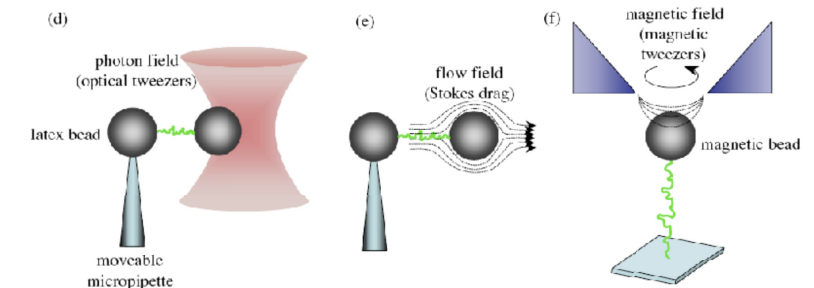 (d)
photon field
(optical tweezers)
latex bead
moveable
micropipette
(e)
flow field
(Stokes drag)
(f)
magnetic field
(magnetic
tweezers)
magnetic bead